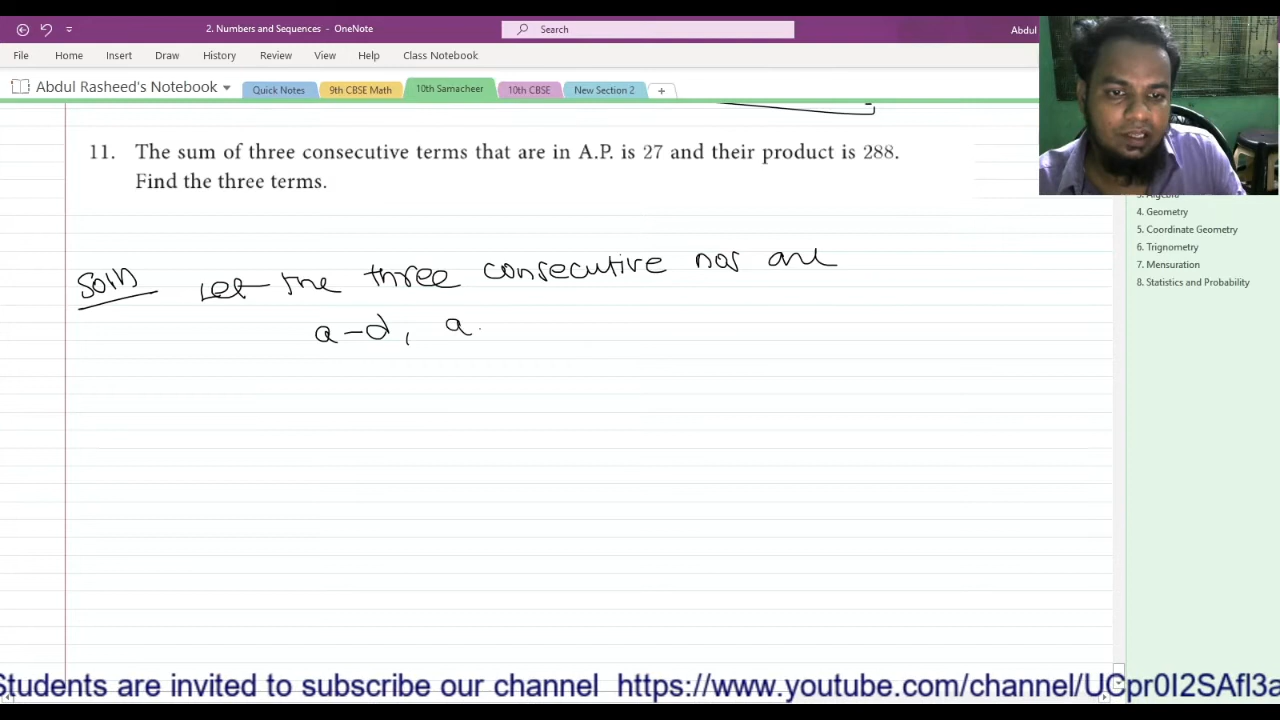 2. Numbers and Sequences - OneNote
Search
Abdul
File Home Insert Draw History Review View Help Class Notebook
Abdul Rasheed's Notebook
Quick Notes
9th CBSE Math
10th Samacheer
10th CBSE
New Section 2
11. The sum of three consecutive terms that are in A.P. is 27 and their product is 288.
Find the three terms.
Soln Let the three consecutive nos are
a-d, a.
3. Algebra
4. Geometry
5. Coordinate Geometry
6. Trignometry
7. Mensuration
8. Statistics and Probability
Students are invited to subscribe our channel https://www.youtube.com/channel/UCpr0I2SAfl3a